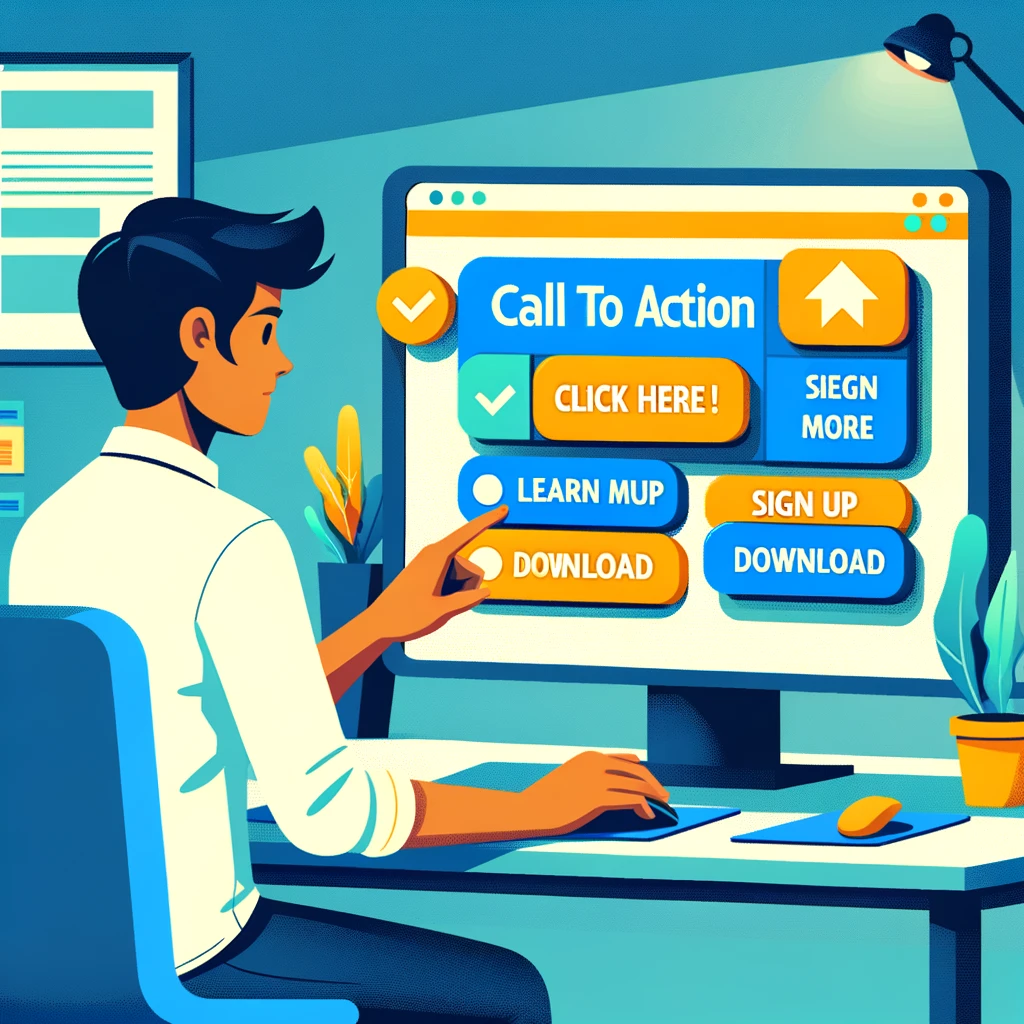 Call To Action
CLICK HERE!
SIEGN
MORE
LEARN MUP
SIGN UP
DOWNLOAD
DOWNLOAD